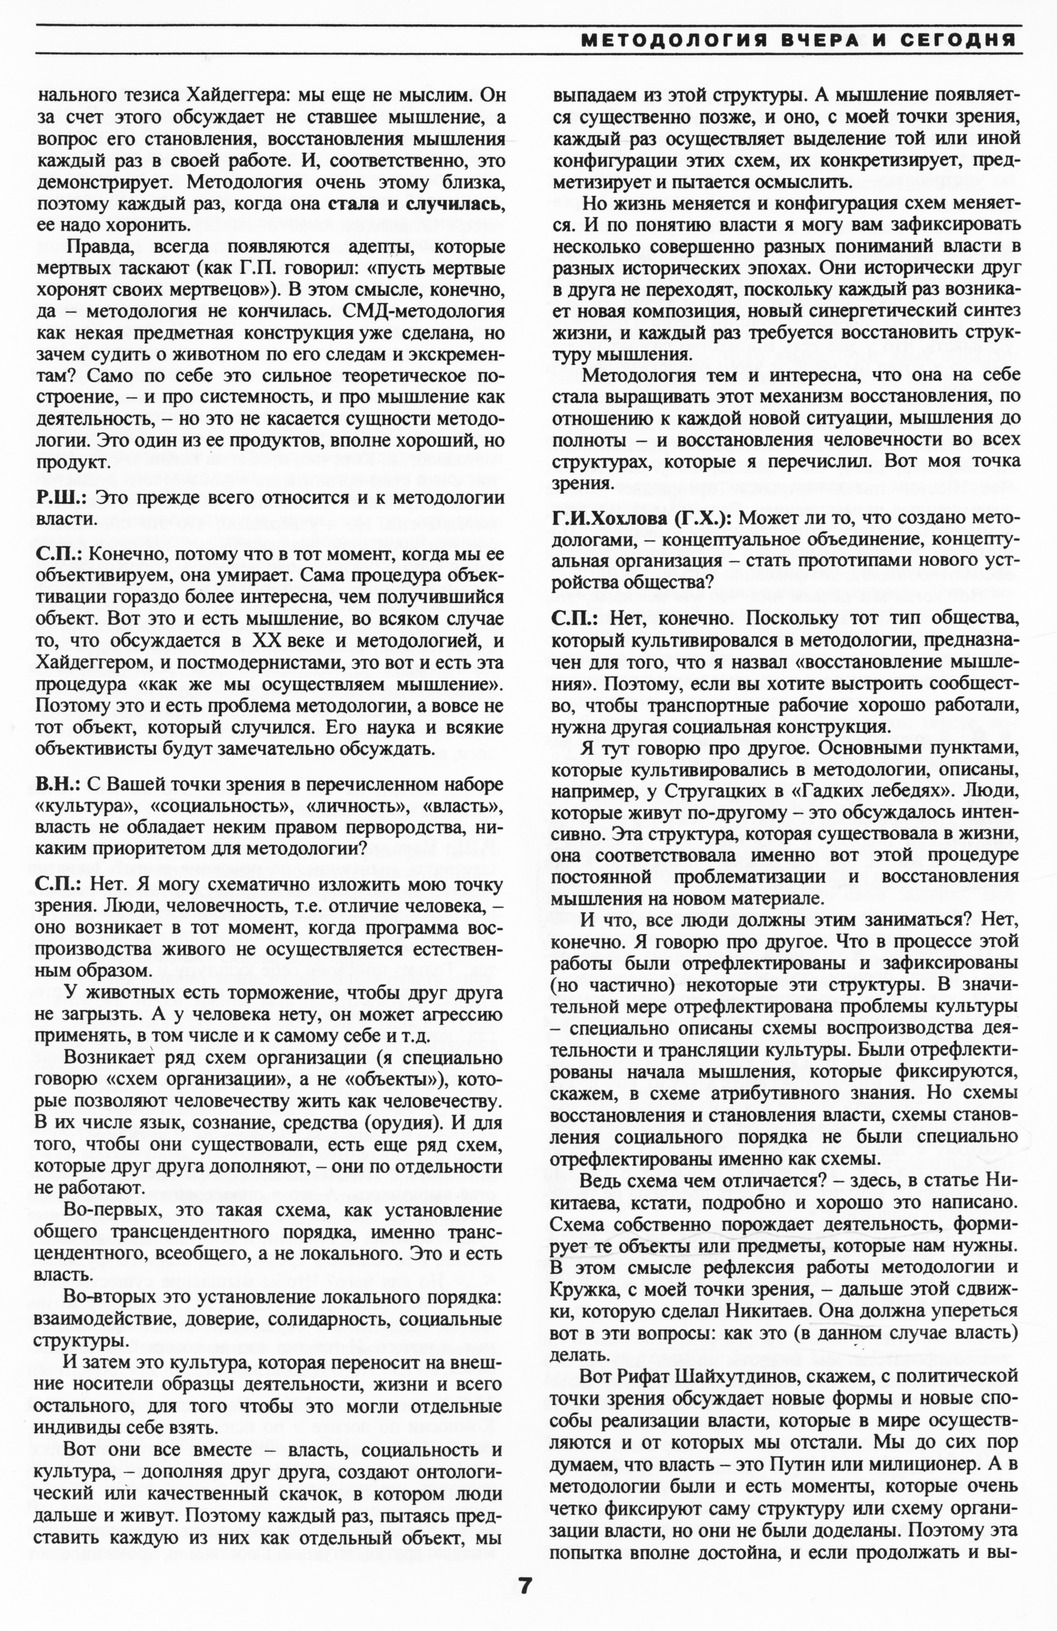 МЕТОДОЛОГИЯ ВЧЕРА И СЕГОДНЯ
нального тезиса Хайдеггера: мы еще не мыслим. Он
за счет этого обсуждает не ставшее мышление, а
вопрос его становления, восстановления мышления
каждый раз в своей работе. И, соответственно, это
демонстрирует. Методология очень этому близка,
поэтому каждый раз, когда она стала и случилась,
ее надо хоронить.
Правда, всегда появляются адепты, которые
мертвых таскают (как Г.П. говорил: «пусть мертвые
хоронят своих мертвецов»). В этом смысле, конечно,
да – методология не кончилась. СМД-методология
как некая предметная конструкция уже сделана, но
зачем судить о животном по его следам и экскремен-
там? Само по себе это сильное теоретическое по-
строение, – и про системность, и про мышление как
деятельность, – но это не касается сущности методо-
логии. Это один из ее продуктов, вполне хороший, но
продукт.
Р.Ш.: Это прежде всего относится и к методологии
власти.
С.П.: Конечно, потому что в тот момент, когда мы ее
объективируем, она умирает. Сама процедура объек-
тивации гораздо более интересна, чем получившийся
объект. Вот это и есть мышление, во всяком случае
то, что обсуждается в XX веке и методологией, и
Хайдеггером, и постмодернистами, это вот и есть эта
процедура «как же мы осуществляем мышление».
Поэтому это и есть проблема методологии, а вовсе не
тот объект, который случился. Его наука и всякие
объективисты будут замечательно обсуждать.
В.Н.: С Вашей точки зрения в перечисленном наборе
«культура», «социальность», «личность», «власть»,
власть не обладает неким правом первородства, ни-
каким приоритетом для методологии?
С.П.: Нет. Я могу схематично изложить мою точку
зрения. Люди, человечность, т.е. отличие человека, –
оно возникает в тот момент, когда программа вос-
производства живого не осуществляется естествен-
ным образом.
У животных есть торможение, чтобы друг друга
не загрызть. А у человека нету, он может агрессию
применять, в том числе и к самому себе и т.д.
Возникает ряд схем организации (я специально
говорю «схем организации», а не «объекты»), кото-
рые позволяют человечеству жить как человечеству.
В их числе язык, сознание, средства (орудия). И для
того, чтобы они существовали, есть еще ряд схем,
которые друг друга дополняют, – они по отдельности
не работают.
Во-первых, это такая схема, как установление
общего трансцендентного порядка, именно транс-
цендентного, всеобщего, а не локального. Это и есть
власть.
Во-вторых это установление локального порядка:
взаимодействие, доверие, солидарность, социальные
структуры.
И затем это культура, которая переносит на внеш-
ние носители образцы деятельности, жизни и всего
остального, для того чтобы это могли отдельные
индивиды себе взять.
Вот они все вместе – власть, социальность и
культура, – дополняя друг друга, создают онтологи-
ческий или качественный скачок, в котором люди
дальше и живут. Поэтому каждый раз, пытаясь пред-
ставить каждую из них как отдельный объект, мы
выпадаем из этой структуры. А мышление появляет-
ся существенно позже, и оно, с моей точки зрения,
каждый раз осуществляет выделение той или иной
конфигурации этих схем, их конкретизирует, пред-
метизирует и пытается осмыслить.
Но жизнь меняется и конфигурация схем меняет-
ся. И по понятию власти я могу вам зафиксировать
несколько совершенно разных пониманий власти в
разных исторических эпохах. Они исторически друг
в друга не переходят, поскольку каждый раз возника-
ет новая композиция, новый синергетический синтез
жизни, и каждый раз требуется восстановить струк-
туру мышления.
Методология тем и интересна, что она на себе
стала выращивать этот механизм восстановления, по
отношению к каждой новой ситуации, мышления до
полноты – и восстановления человечности во всех
структурах, которые я перечислил. Вот моя точка
зрения.
Г.И.Хохлова (Г.Х.): Может ли то, что создано мето-
дологами, – концептуальное объединение, концепту-
альная организация – стать прототипами нового уст-
ройства общества?
С.П.: Нет, конечно. Поскольку тот тип общества,
который культивировался в методологии, предназна-
чен для того, что я назвал «восстановление мышле-
ния». Поэтому, если вы хотите выстроить сообщест-
во, чтобы транспортные рабочие хорошо работали,
нужна другая социальная конструкция.
Я тут говорю про другое. Основными пунктами,
которые культивировались в методологии, описаны,
например, у Стругацких в «Гадких лебедях». Люди,
которые живут по-другому – это обсуждалось интен-
сивно. Эта структура, которая существовала в жизни,
она соответствовала именно вот этой процедуре
постоянной проблематизации и восстановления
мышления на новом материале.
И что, все люди должны этим заниматься? Нет,
конечно. Я говорю про другое. Что в процессе этой
работы были отрефлектированы и зафиксированы
(но частично) некоторые эти структуры. В значи-
тельной мере отрефлектирована проблемы культуры
– специально описаны схемы воспроизводства дея-
тельности и трансляции культуры. Были отрефлекти-
рованы начала мышления, которые фиксируются,
скажем, в схеме атрибутивного знания. Но схемы
восстановления и становления власти, схемы станов-
ления социального порядка не были специально
отрефлектированы именно как схемы.
Ведь схема чем отличается? – здесь, в статье Ни-
китаева, кстати, подробно и хорошо это написано.
Схема собственно порождает деятельность, форми-
рует те объекты или предметы, которые нам нужны.
В этом смысле рефлексия работы методологии и
Кружка, с моей точки зрения, – дальше этой сдвиж-
ки, которую сделал Никитаев. Она должна упереться
вот в эти вопросы: как это (в данном случае власть)
делать.
Вот Рифат Шайхутдинов, скажем, с политической
точки зрения обсуждает новые формы и новые спо-
собы реализации власти, которые в мире осуществ-
ляются и от которых мы отстали. Мы до сих пор
думаем, что власть – это Путин или милиционер. А в
методологии были и есть моменты, которые очень
четко фиксируют саму структуру или схему органи-
зации власти, но они не были доделаны. Поэтому эта
попытка вполне достойна, и если продолжать и вы-
7